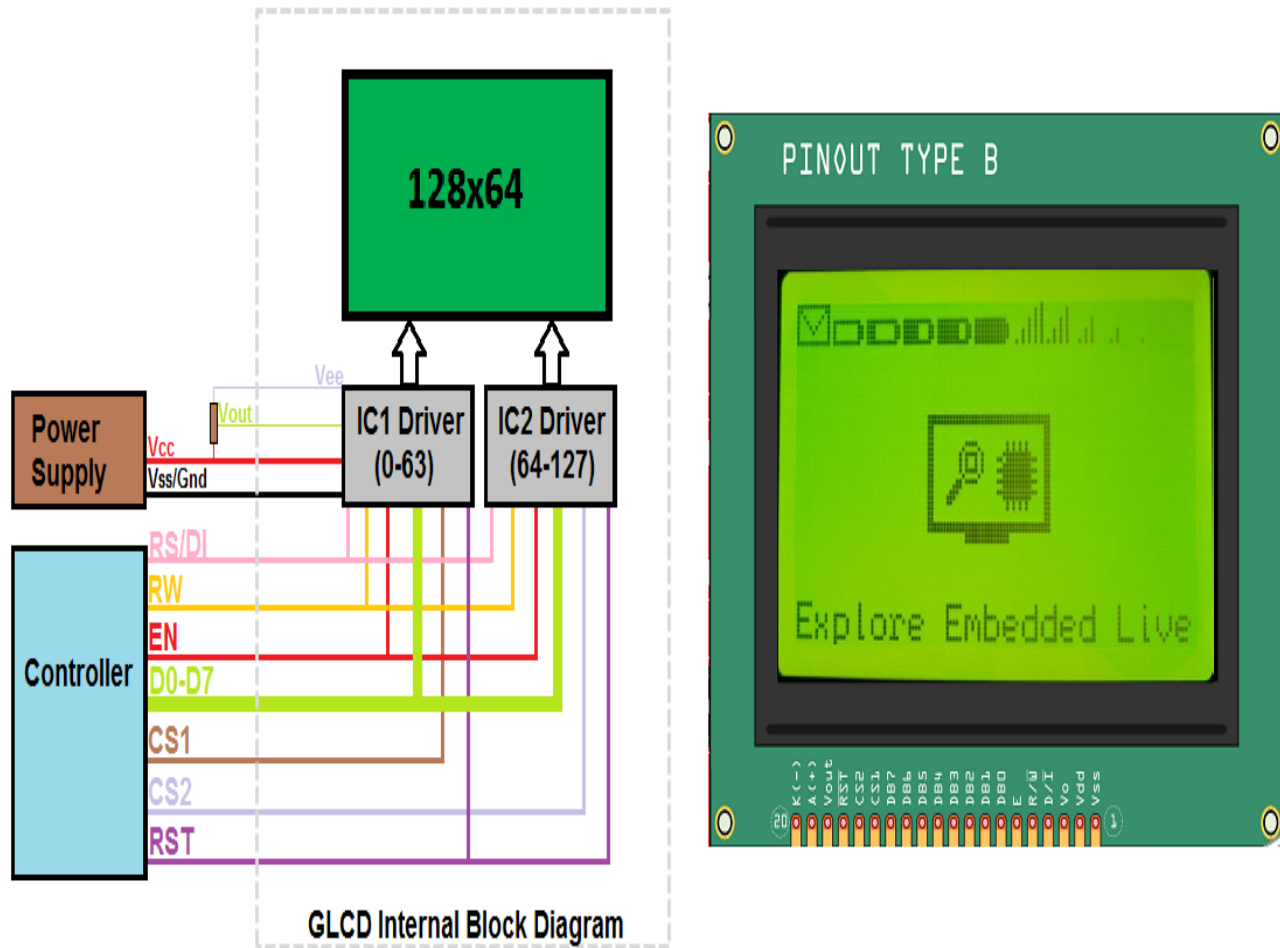 128x64
Vee
Vout
IC1 Driver
(0-63)
IC2 Driver
(64-127)
Power
Supply
Vcc
Vss/Gnd
Controller
RS/DI
RW
EN
D0-D7
CS1
CS2
RST
GLCD Internal Block Diagram
PINOUT TYPE B
Explore Embedded Live
20
K(-)
A(+)
Vout
RST
CS2
CS1
DB7
DB6
DB5
DB4
DB3
DB2
DB1
DB0
E
R/W
D/I
Vo
Vdd
Vss
1